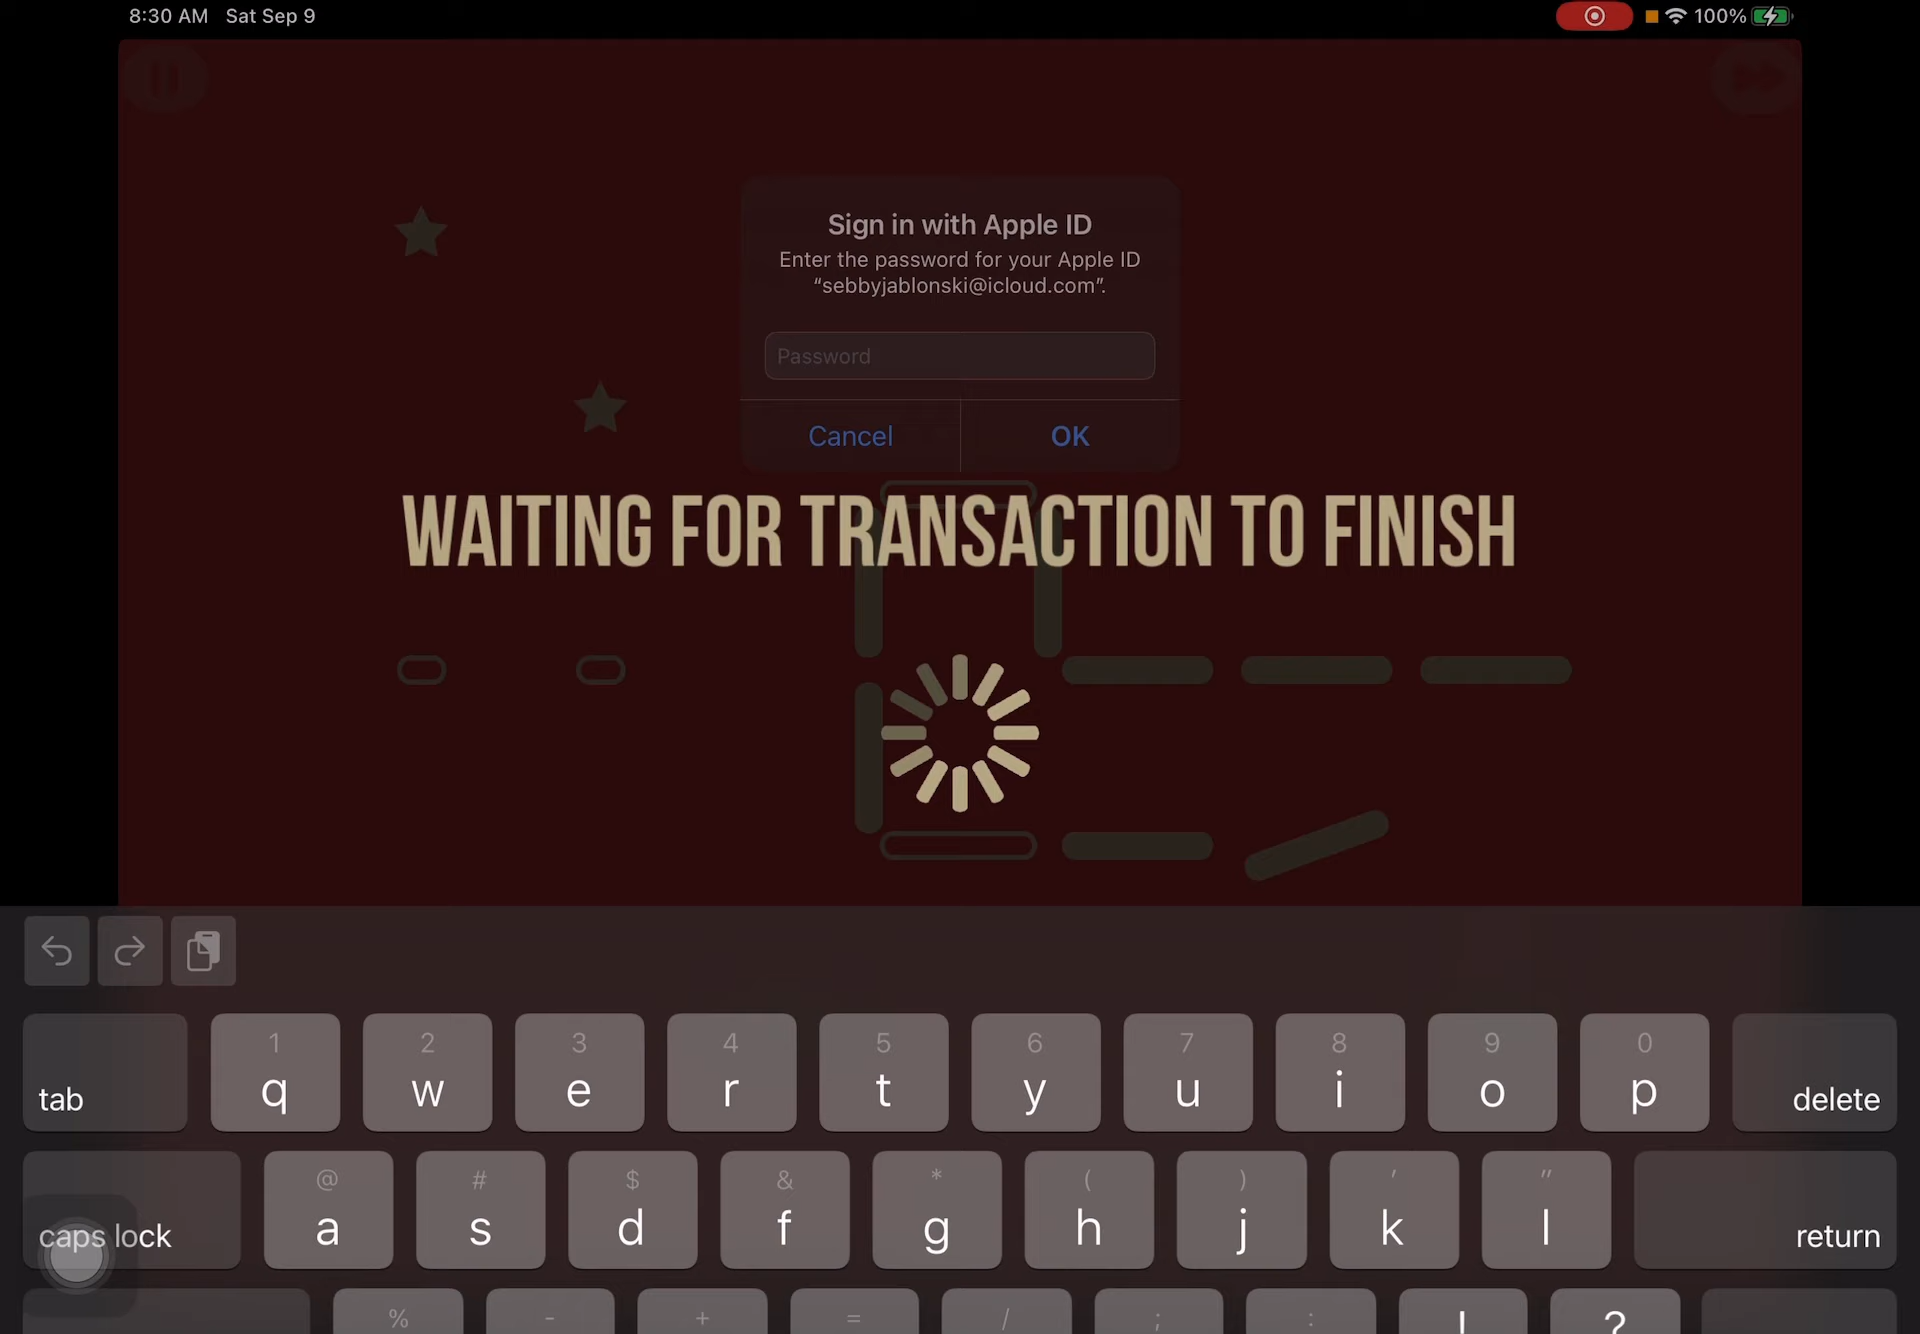 8:30 AM Sat Sep 9
100%
Sign in with Apple ID
Enter the password for your Apple ID
“sebbyjablonski@icloud.com”.
Password
Cancel OK
WAITING FOR TRANSACTION TO FINISH
1 2 3 4 5 6 7 8 9 0
tab q w e r t y u i o p delete
@ # $ & * ( ) ' "
caps lock a s d f g h j k l return
% - + = / ; : ! ?